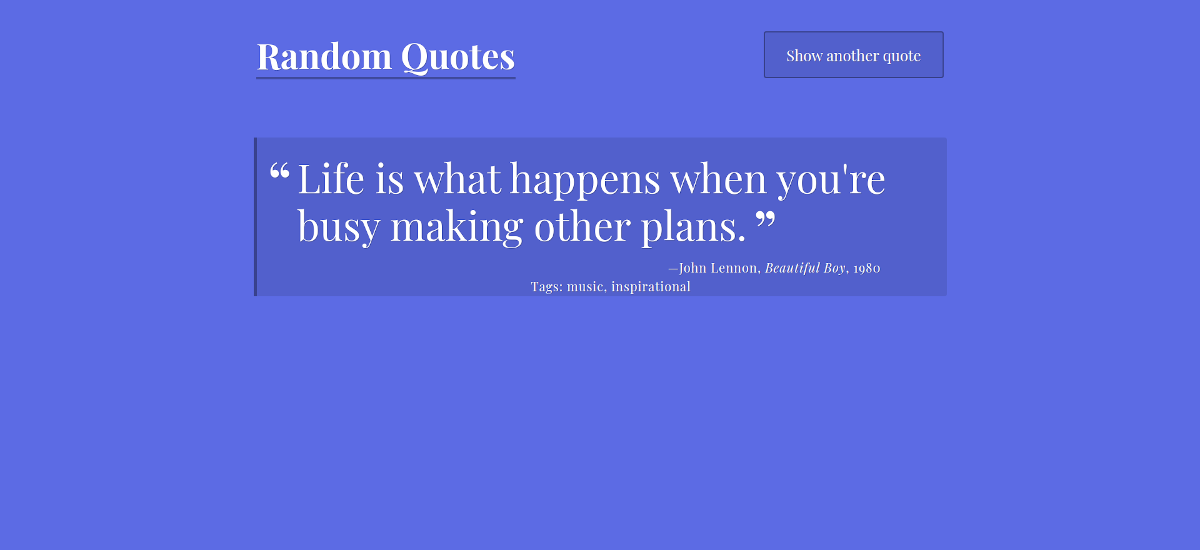 Random Quotes
Show another quote
“ Life is what happens when you're
busy making other plans. ”
—John Lennon, Beautiful Boy, 1980
Tags: music, inspirational